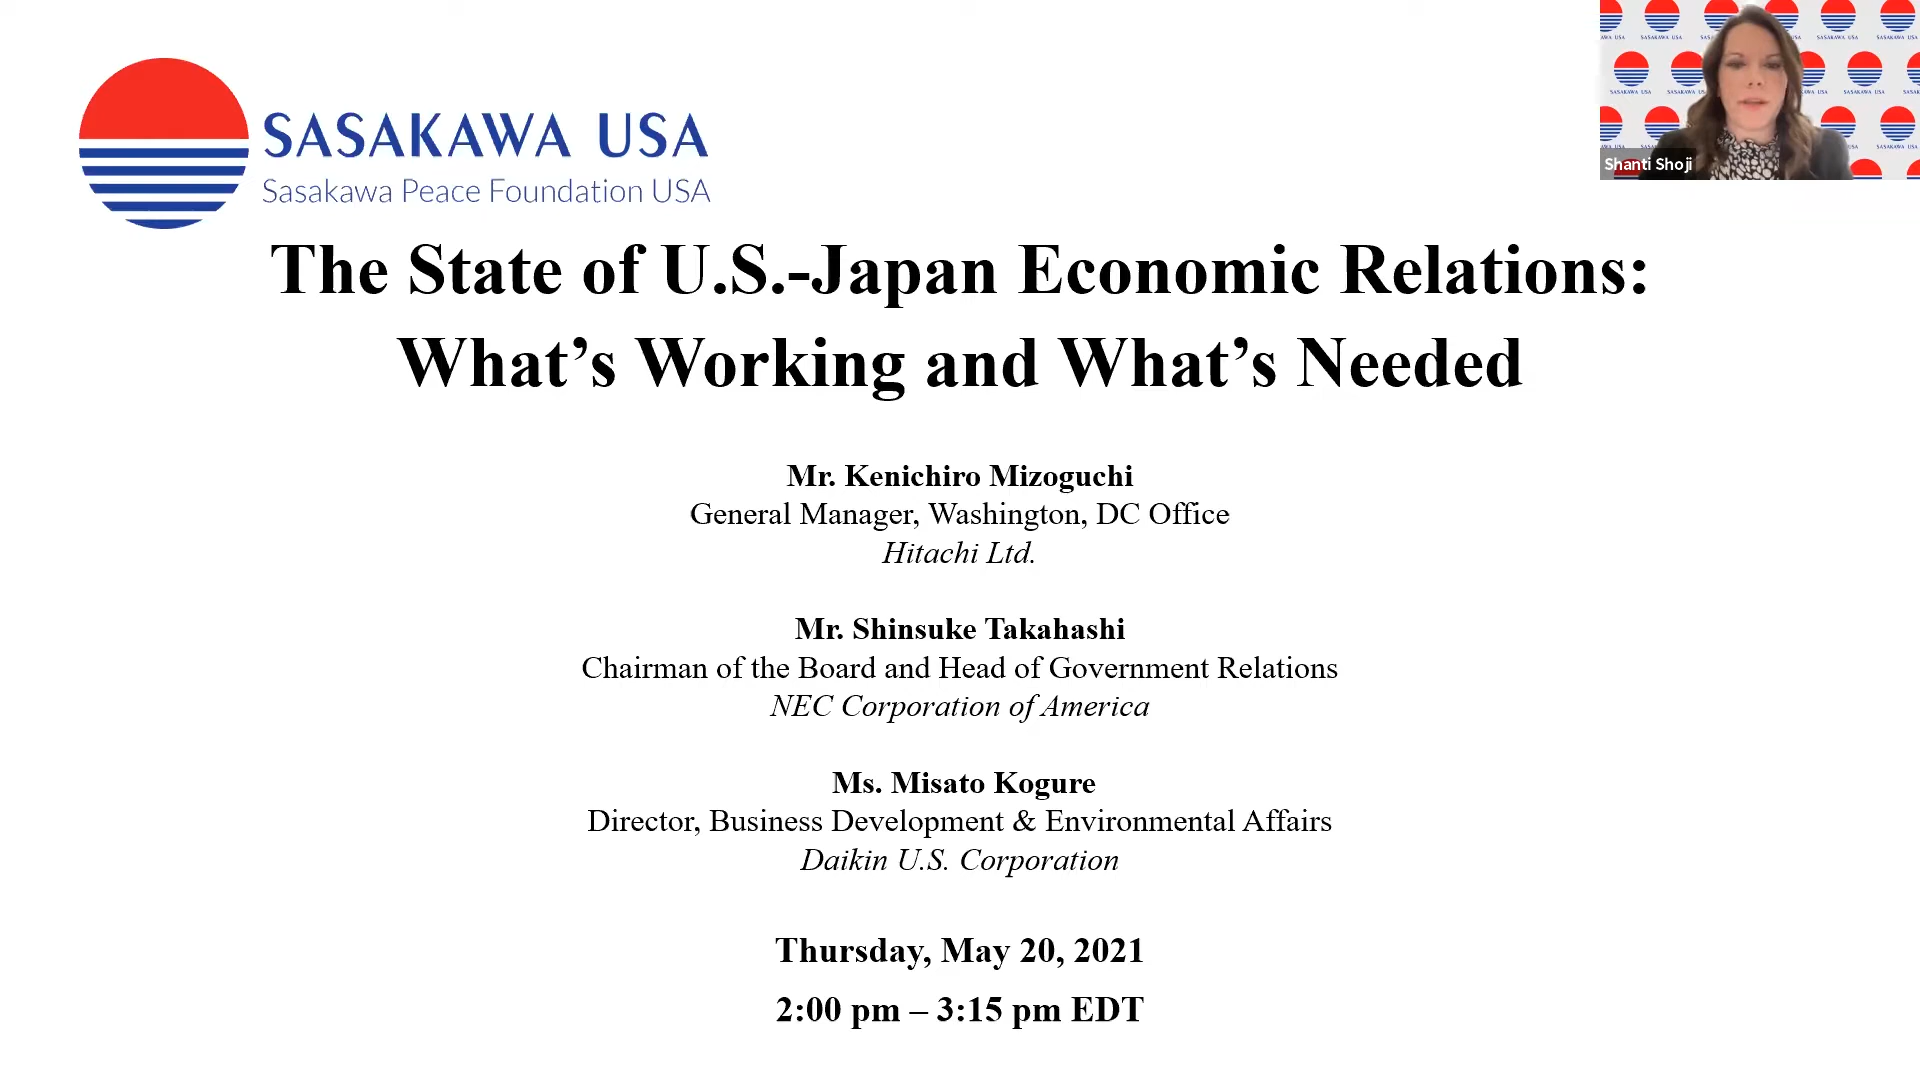 SASAKAWA USA
Sasakawa Peace Foundation USA
Shanti Shoji
The State of U.S.-Japan Economic Relations:
What’s Working and What’s Needed
Mr. Kenichiro Mizoguchi
General Manager, Washington, DC Office
Hitachi Ltd.
Mr. Shinsuke Takahashi
Chairman of the Board and Head of Government Relations
NEC Corporation of America
Ms. Misato Kogure
Director, Business Development & Environmental Affairs
Daikin U.S. Corporation
Thursday, May 20, 2021
2:00 pm – 3:15 pm EDT